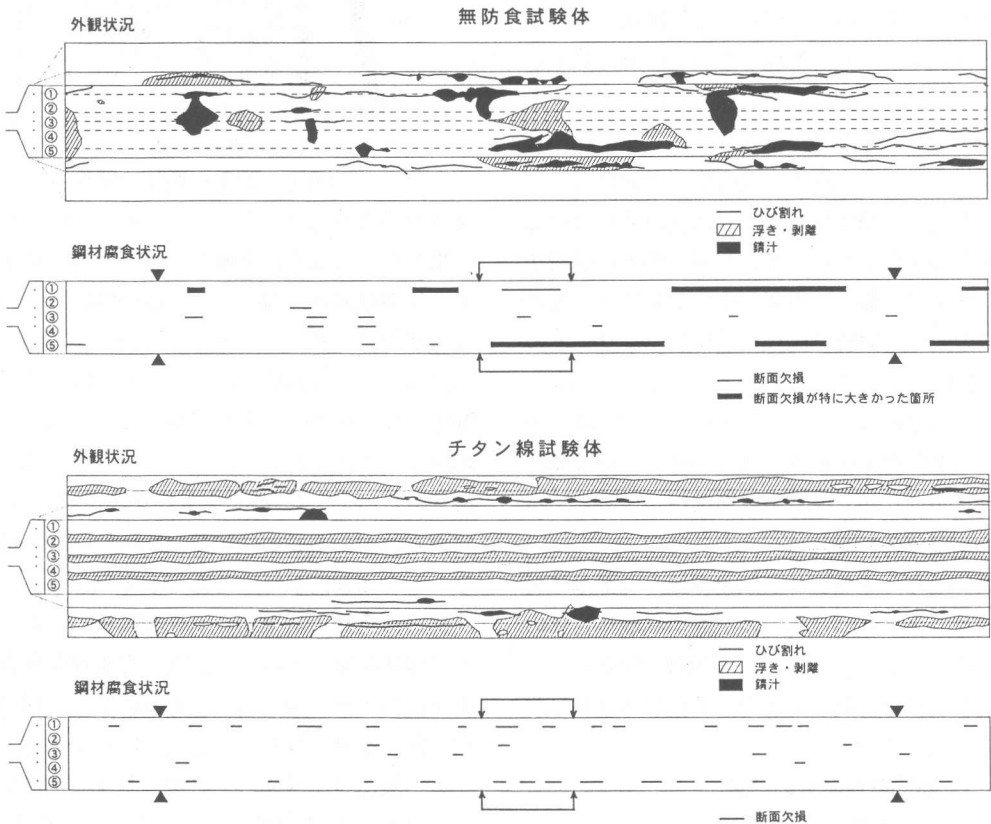 無防食試験体
外観状況
①
②
③
④
⑤
ひび割れ
浮き・剥離
錆汁
鋼材腐食状況
①
②
③
④
⑤
断面欠損
断面欠損が特に大きかった箇所
チタン線試験体
外観状況
①
②
③
④
⑤
ひび割れ
浮き・剥離
錆汁
鋼材腐食状況
①
②
③
④
⑤
断面欠損